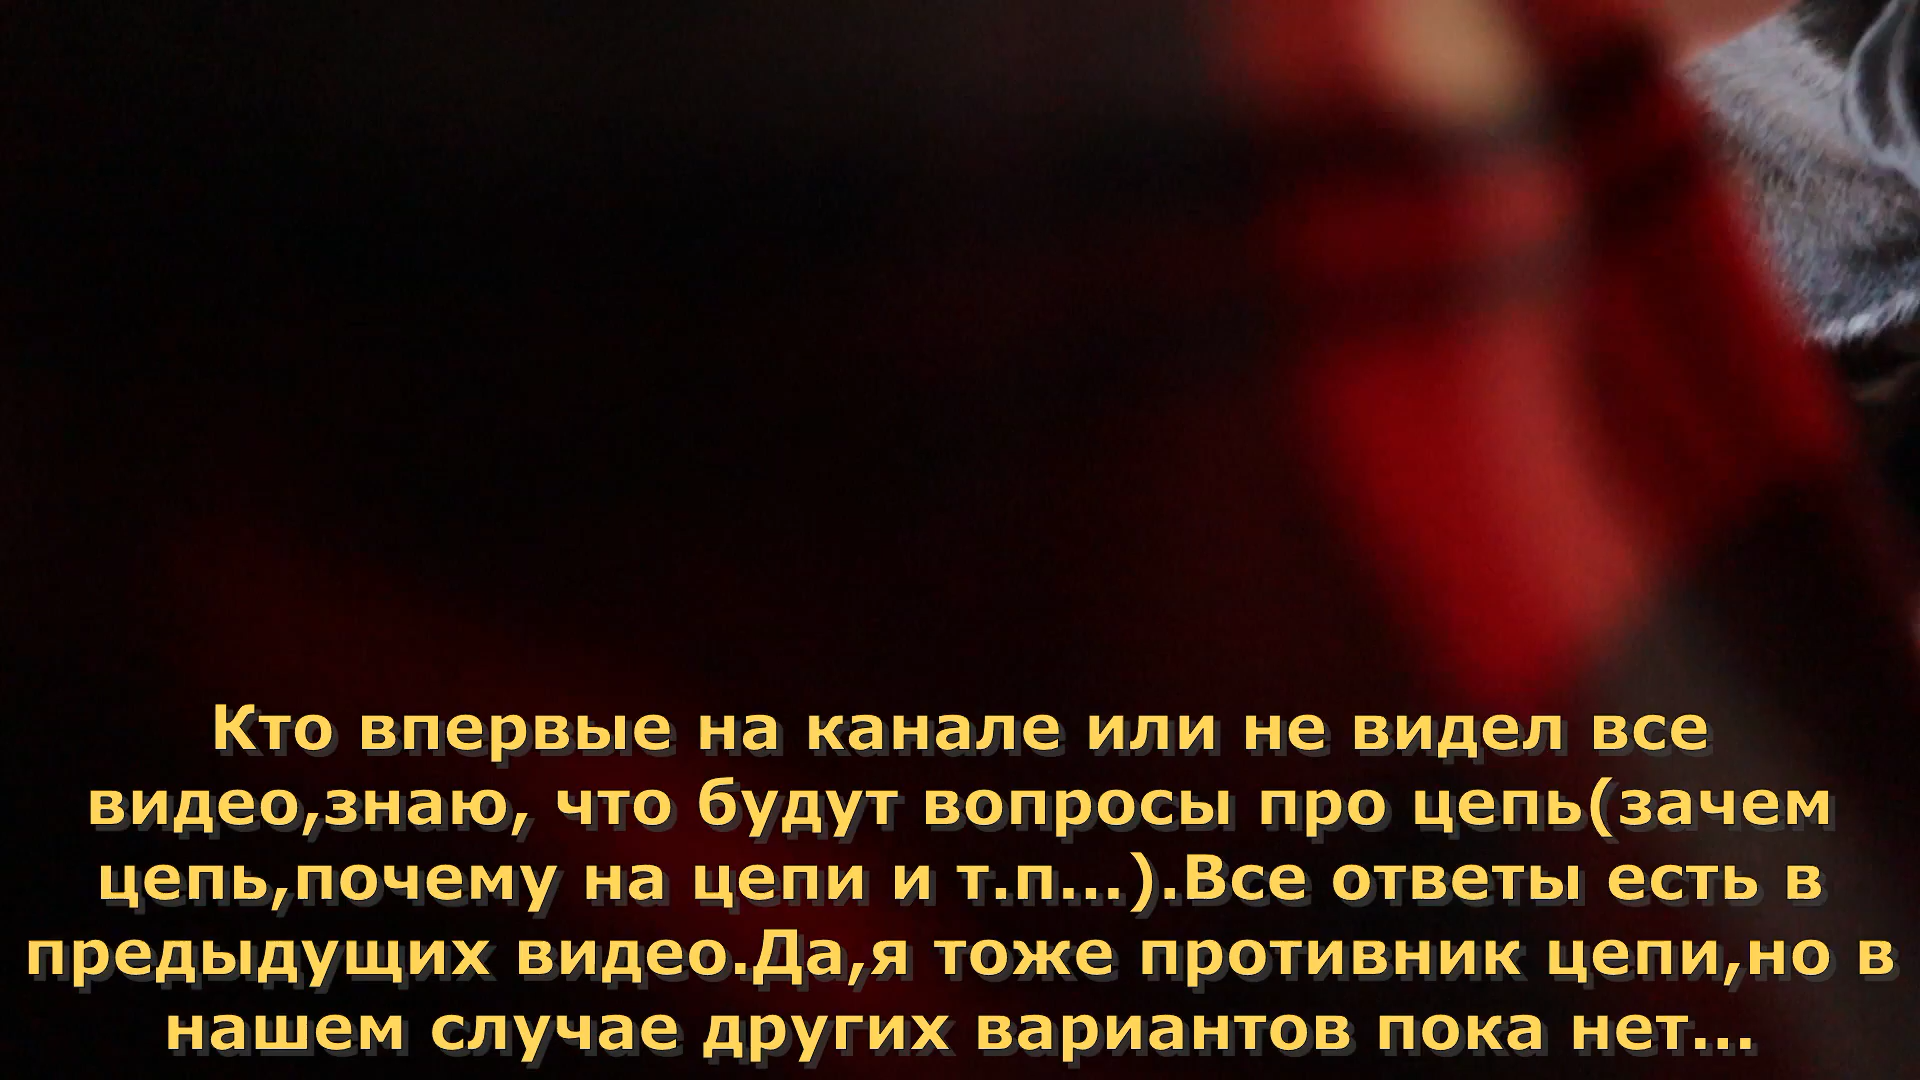 Кто впервые на канале или не видел все
видео,знаю, что будут вопросы про цепь(зачем
цепь,почему на цепи и т.п...).Все ответы есть в
предыдущих видео.Да,я тоже противник цепи,но в
нашем случае других вариантов пока нет...